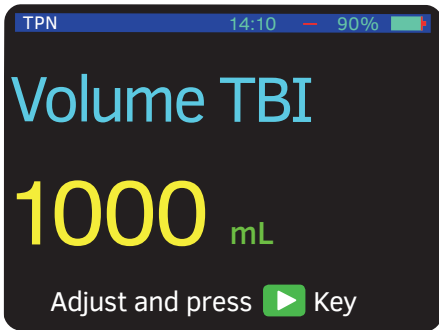 TPN 14:10 90%
Volume TBI
1000 mL
Adjust and press Key